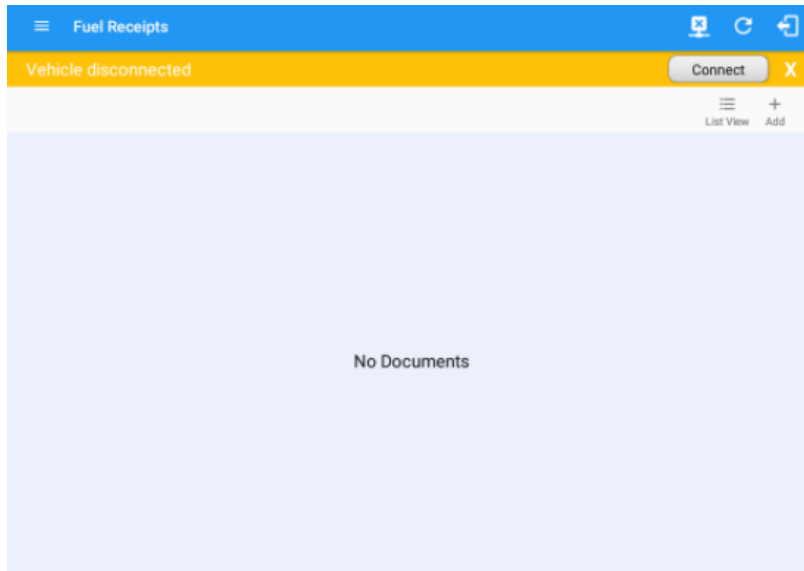 Fuel Receipts
Vehicle disconnected
Connect
X
List View
Add
No Documents